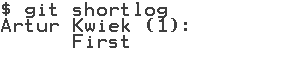 $ git shortlog
Artur Kwiek (1):
      First